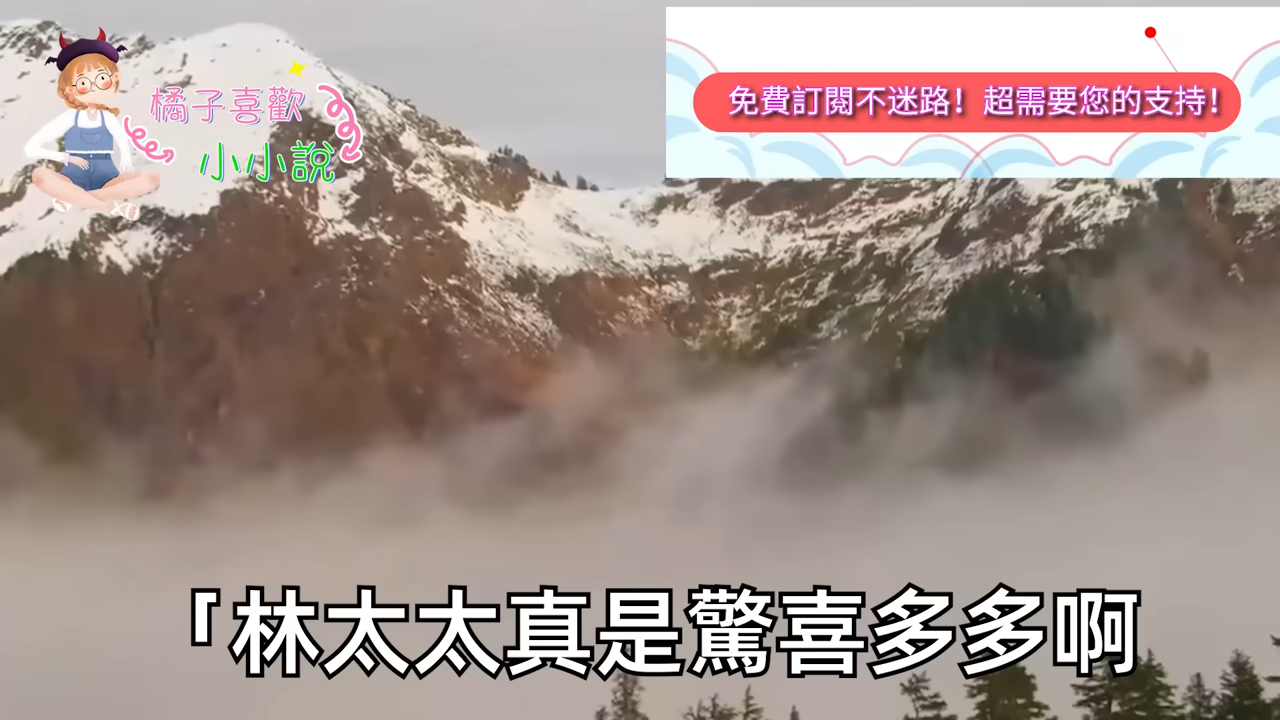 橘子喜歡
小小說
免費訂閱不迷路！超需要您的支持！
「林太太真是驚喜多多啊